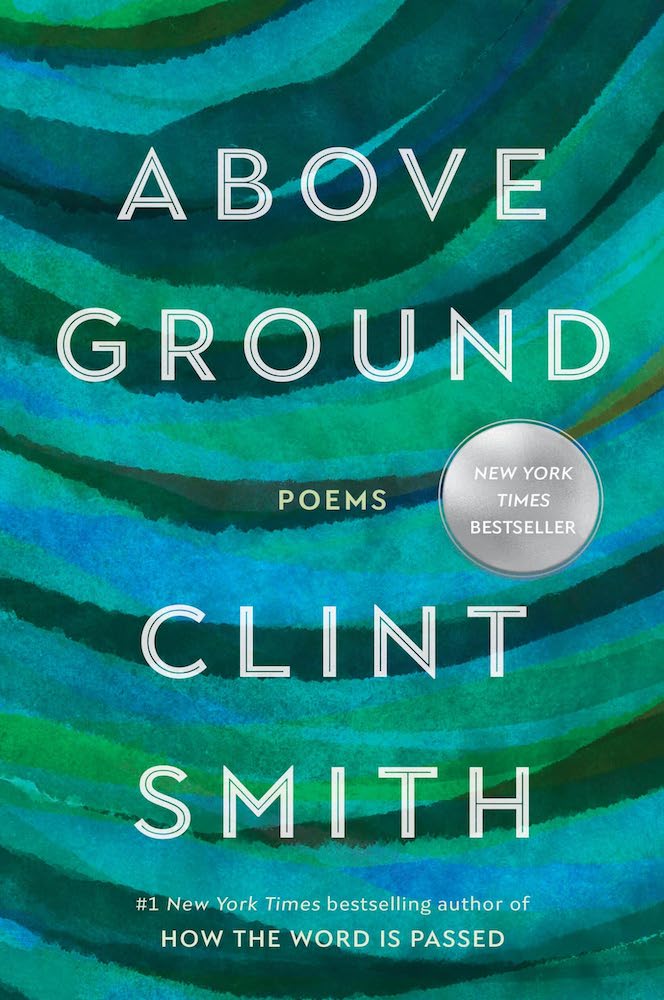 ABOVE
GROUND
POEMS
NEW YORK
TIMES
BESTSELLER
CLINT
SMITH
#1 New York Times bestselling author of
HOW THE WORD IS PASSED